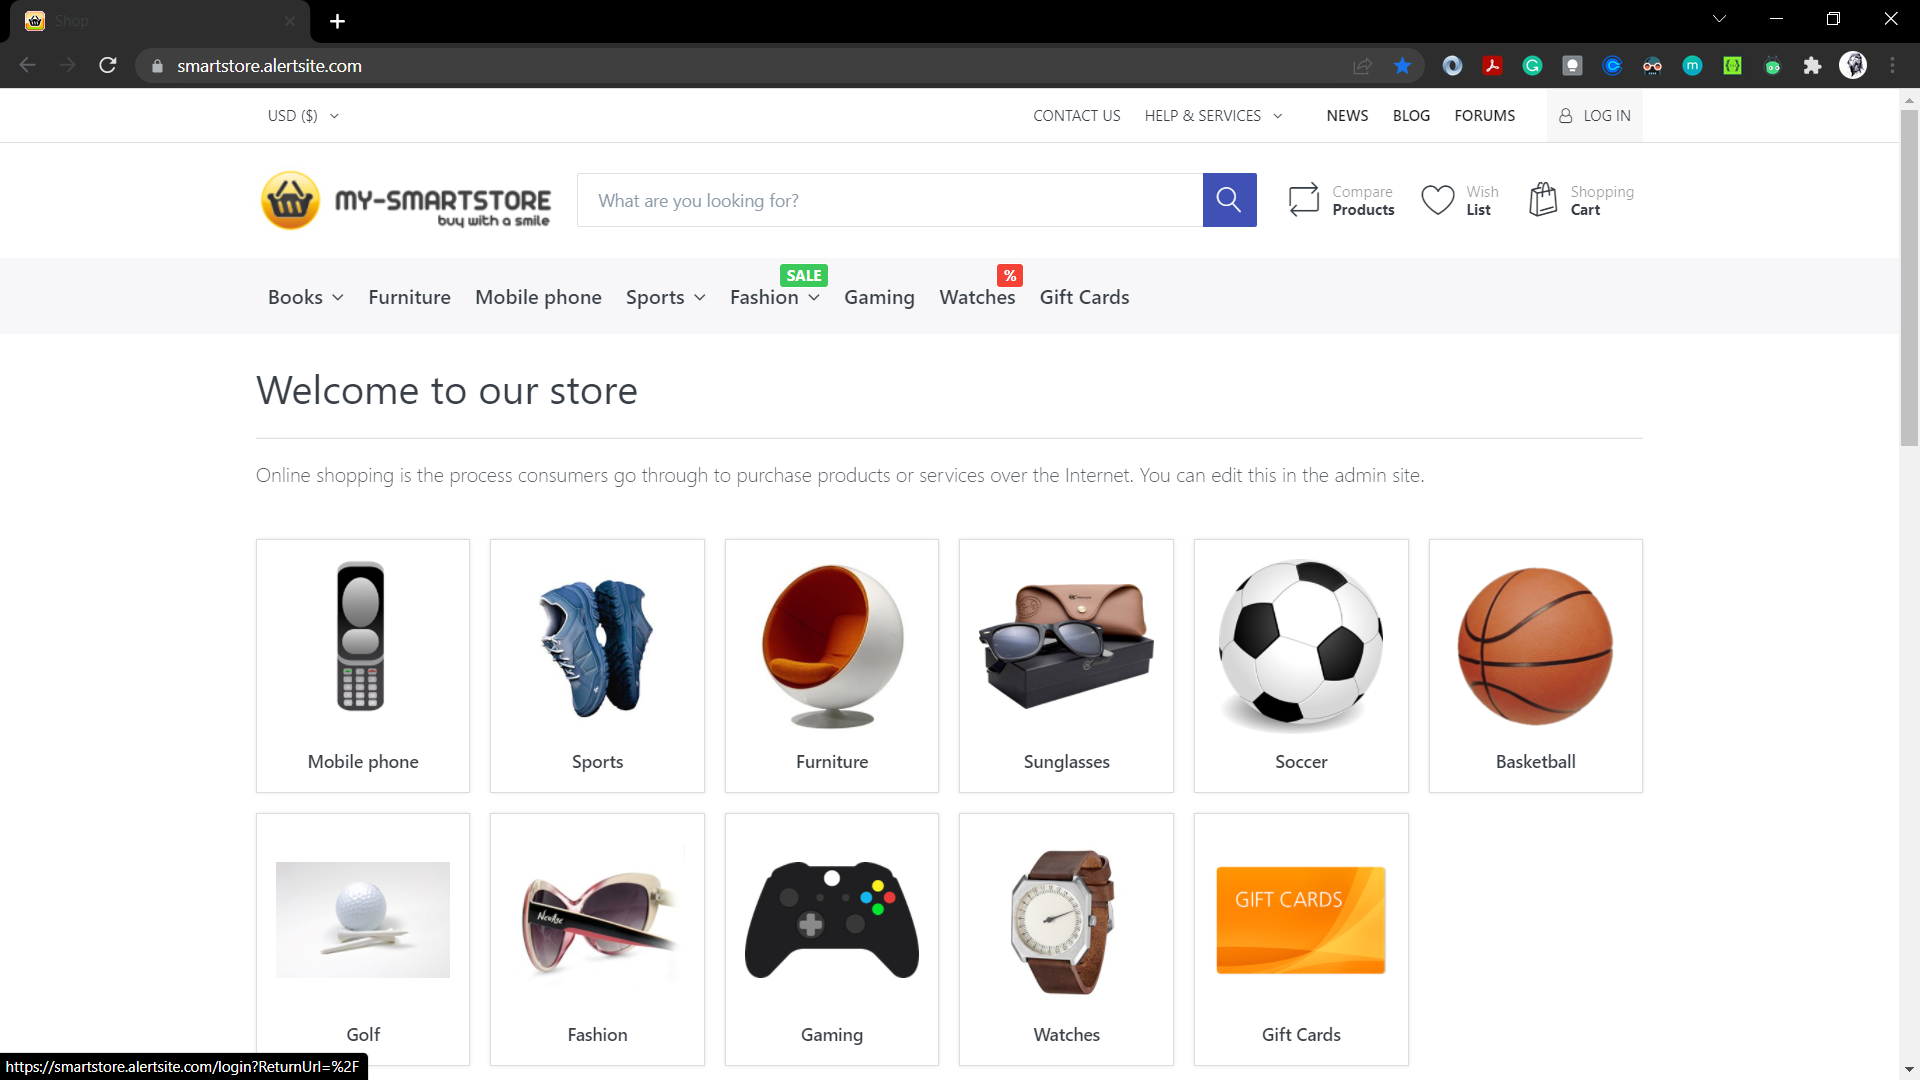 Shop
smartstore.alertsite.com
USD ($)
CONTACT US
HELP & SERVICES
NEWS
BLOG
FORUMS
LOG IN
MY-SMARTSTORE
buy with a smile
What are you looking for?
Compare
Products
Wish
List
Shopping
Cart
SALE
%
Books
Furniture
Mobile phone
Sports
Fashion
Gaming
Watches
Gift Cards
Welcome to our store
Online shopping is the process consumers go through to purchase products or services over the Internet. You can edit this in the admin site.
Mobile phone
Sports
Furniture
Sunglasses
Soccer
Basketball
GIFT CARDS
Golf
Fashion
Gaming
Watches
Gift Cards
https://smartstore.alertsite.com/login?ReturnUrl=%2F